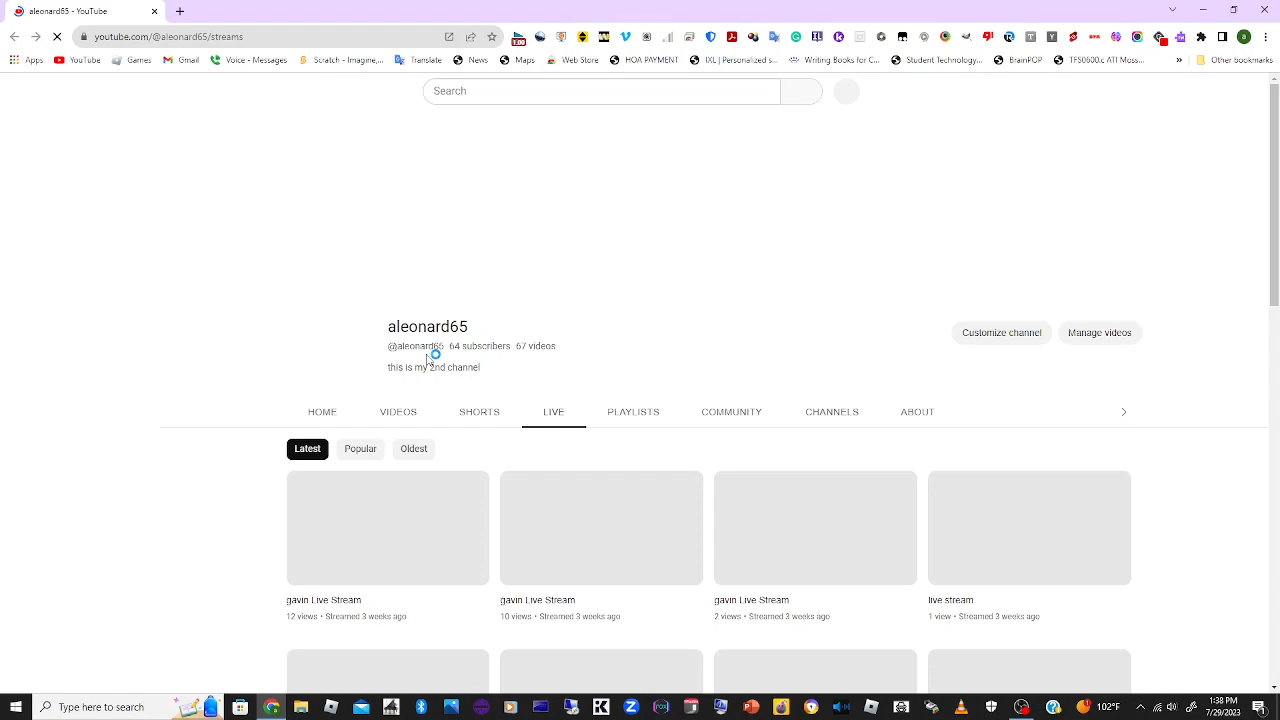 aleonard65 - YouTube
youtube.com/@aleonard65/streams
Apps YouTube Games Gmail Voice - Messages Scratch - Imagine,... Translate News Maps Web Store HOA PAYMENT IXL | Personalized s... Writing Books for C... Student Technology... BrainPOP TFS0600.c ATI Moss... » Other bookmarks
Search
aleonard65
@aleonard65 64 subscribers 67 videos
this is my 2nd channel
Customize channel Manage videos
HOME VIDEOS SHORTS LIVE PLAYLISTS COMMUNITY CHANNELS ABOUT
Latest Popular Oldest
gavin Live Stream gavin Live Stream gavin Live Stream live stream
12 views • Streamed 3 weeks ago 10 views • Streamed 3 weeks ago 2 views • Streamed 3 weeks ago 1 view • Streamed 3 weeks ago
Type here to search
102°F
1:38 PM
7/29/2023